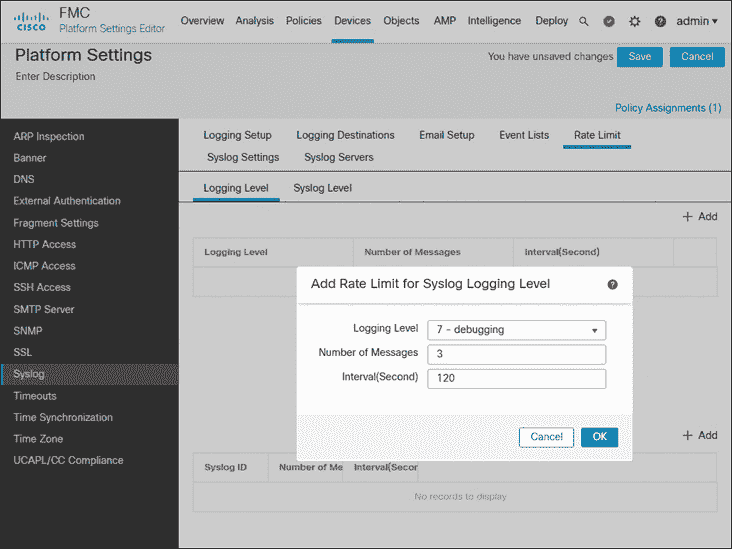 CISCO
FMC
Platform Settings Editor
Overview Analysis Policies Devices Objects AMP Intelligence Deploy admin
Platform Settings
Enter Description
You have unsaved changes Save Cancel
Policy Assignments (1)
ARP Inspection
Banner
DNS
External Authentication
Fragment Settings
HTTP Access
ICMP Access
SSH Access
SMTP Server
SNMP
SSL
Syslog
Timeouts
Time Synchronization
Time Zone
UCAPL/CC Compliance
Logging Setup Logging Destinations Email Setup Event Lists Rate Limit
Syslog Settings Syslog Servers
Logging Level Syslog Level
+ Add
Logging Level Number of Messages Interval(Second)
Add Rate Limit for Syslog Logging Level ?
Logging Level 7 - debugging
Number of Messages 3
Interval(Second) 120
Cancel OK
+ Add
Syslog ID Number of Me Interval(Secor
No records to display